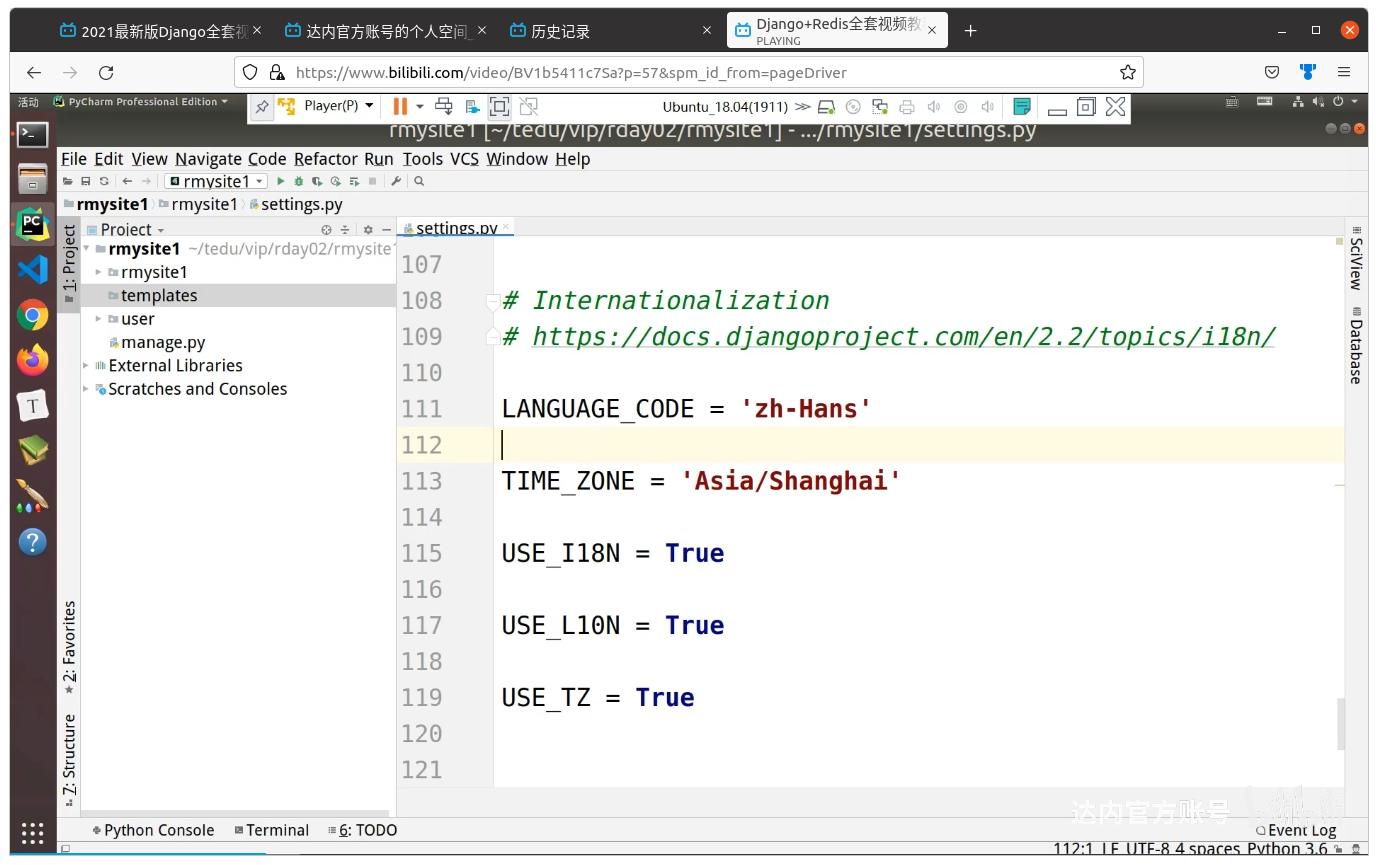 2021最新版Django全套视
达内官方账号的个人空间_
历史记录
Django+Redis全套视频教
PLAYING
https://www.bilibili.com/video/BV1b5411c7Sa?p=57&spm_id_from=pageDriver
活动
PyCharm Professional Edition
Player(P)
Ubuntu_18.04(1911)
rmysite1 [~/tedu/vip/rday02/rmysite1] - .../rmysite1/settings.py
File Edit View Navigate Code Refactor Run Tools VCS Window Help
rmysite1
rmysite1 rmysite1 settings.py
1: Project
Project
rmysite1 ~/tedu/vip/rday02/rmysite1
rmysite1
templates
user
manage.py
External Libraries
Scratches and Consoles
settings.py
107
108 # Internationalization
109 # https://docs.djangoproject.com/en/2.2/topics/i18n/
110
111 LANGUAGE_CODE = 'zh-Hans'
112
113 TIME_ZONE = 'Asia/Shanghai'
114
115 USE_I18N = True
116
117 USE_L10N = True
118
119 USE_TZ = True
120
121
SciView
Database
2: Favorites
7: Structure
达内官方账号
Python Console
Terminal
6: TODO
Event Log
112:1 LF UTF-8 4 spaces Python 3.6